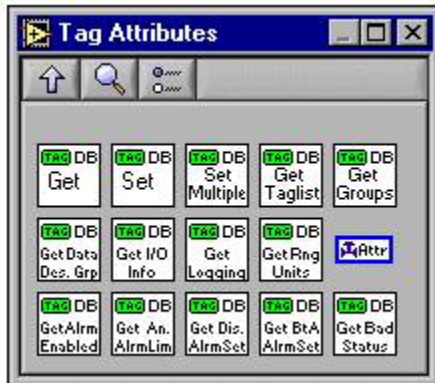 Tag Attributes
TAG DB
Get
TAG DB
Set
TAG DB
Set
Multiple
TAG DB
Get
Taglist
TAG DB
Get
Groups
TAG DB
Get Data
Des. Grp
TAG DB
Get I/O
Info
TAG DB
Get
Logging
TAG DB
Get Rng
Units
Attr
TAG DB
GetAlrm
Enabled
TAG DB
Get An.
AlrmLim
TAG DB
Get Dis.
AlrmSet
TAG DB
Get BtA
AlrmSet
TAG DB
Get Bad
Status